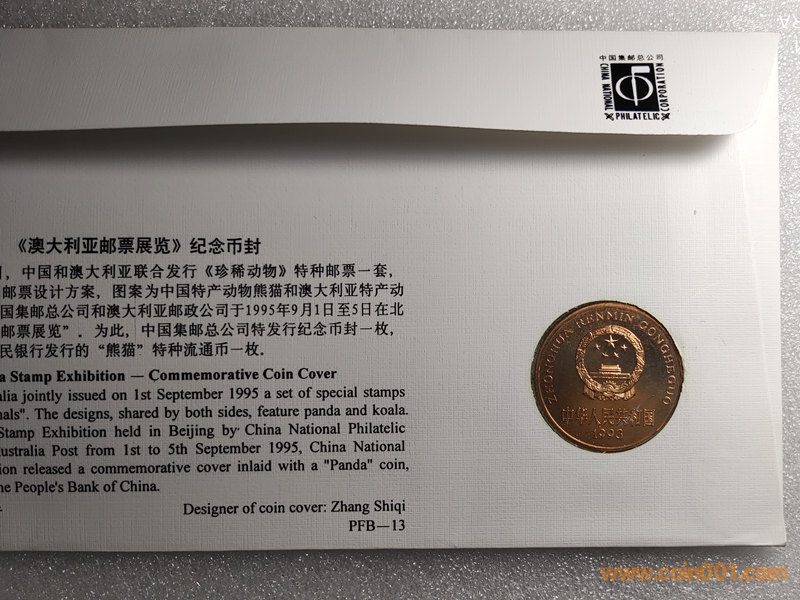 中国集邮总公司
CHINA NATIONAL
PHILATELIC
CORPORATION
《澳大利亚邮票展览》纪念币封
，中国和澳大利亚联合发行《珍稀动物》特种邮票一套，
邮票设计方案，图案为中国特产动物熊猫和澳大利亚特产动
国集邮总公司和澳大利亚邮政公司于1995年9月1日至5日在北
邮票展览”．为此，中国集邮总公司特发行纪念币封一枚，
民银行发行的“熊猫”特种流通币一枚．
a Stamp Exhibition — Commemorative Coin Cover
alia jointly issued on 1st September 1995 a set of special stamps
nals". The designs, shared by both sides, feature panda and koala.
Stamp Exhibition held in Beijing by China National Philatelic
ustralia Post from 1st to 5th September 1995, China National
ion released a commemorative cover inlaid with a "Panda" coin,
he People's Bank of China.
Designer of coin cover: Zhang Shiqi
PFB—13
ZHONGHUA RENMIN GONGHEGUO
中华人民共和国
1993
www.coin001.com